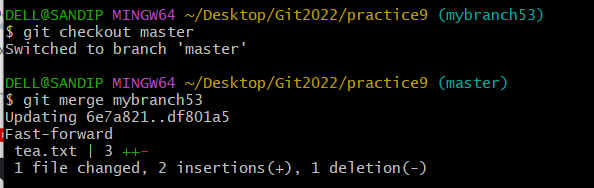 DELL@SANDIP MINGW64 ~/Desktop/Git2022/practice9 (mybranch53)
$ git checkout master
Switched to branch 'master'
DELL@SANDIP MINGW64 ~/Desktop/Git2022/practice9 (master)
$ git merge mybranch53
Updating 6e7a821..df801a5
Fast-forward
tea.txt | 3 ++-
1 file changed, 2 insertions(+), 1 deletion(-)